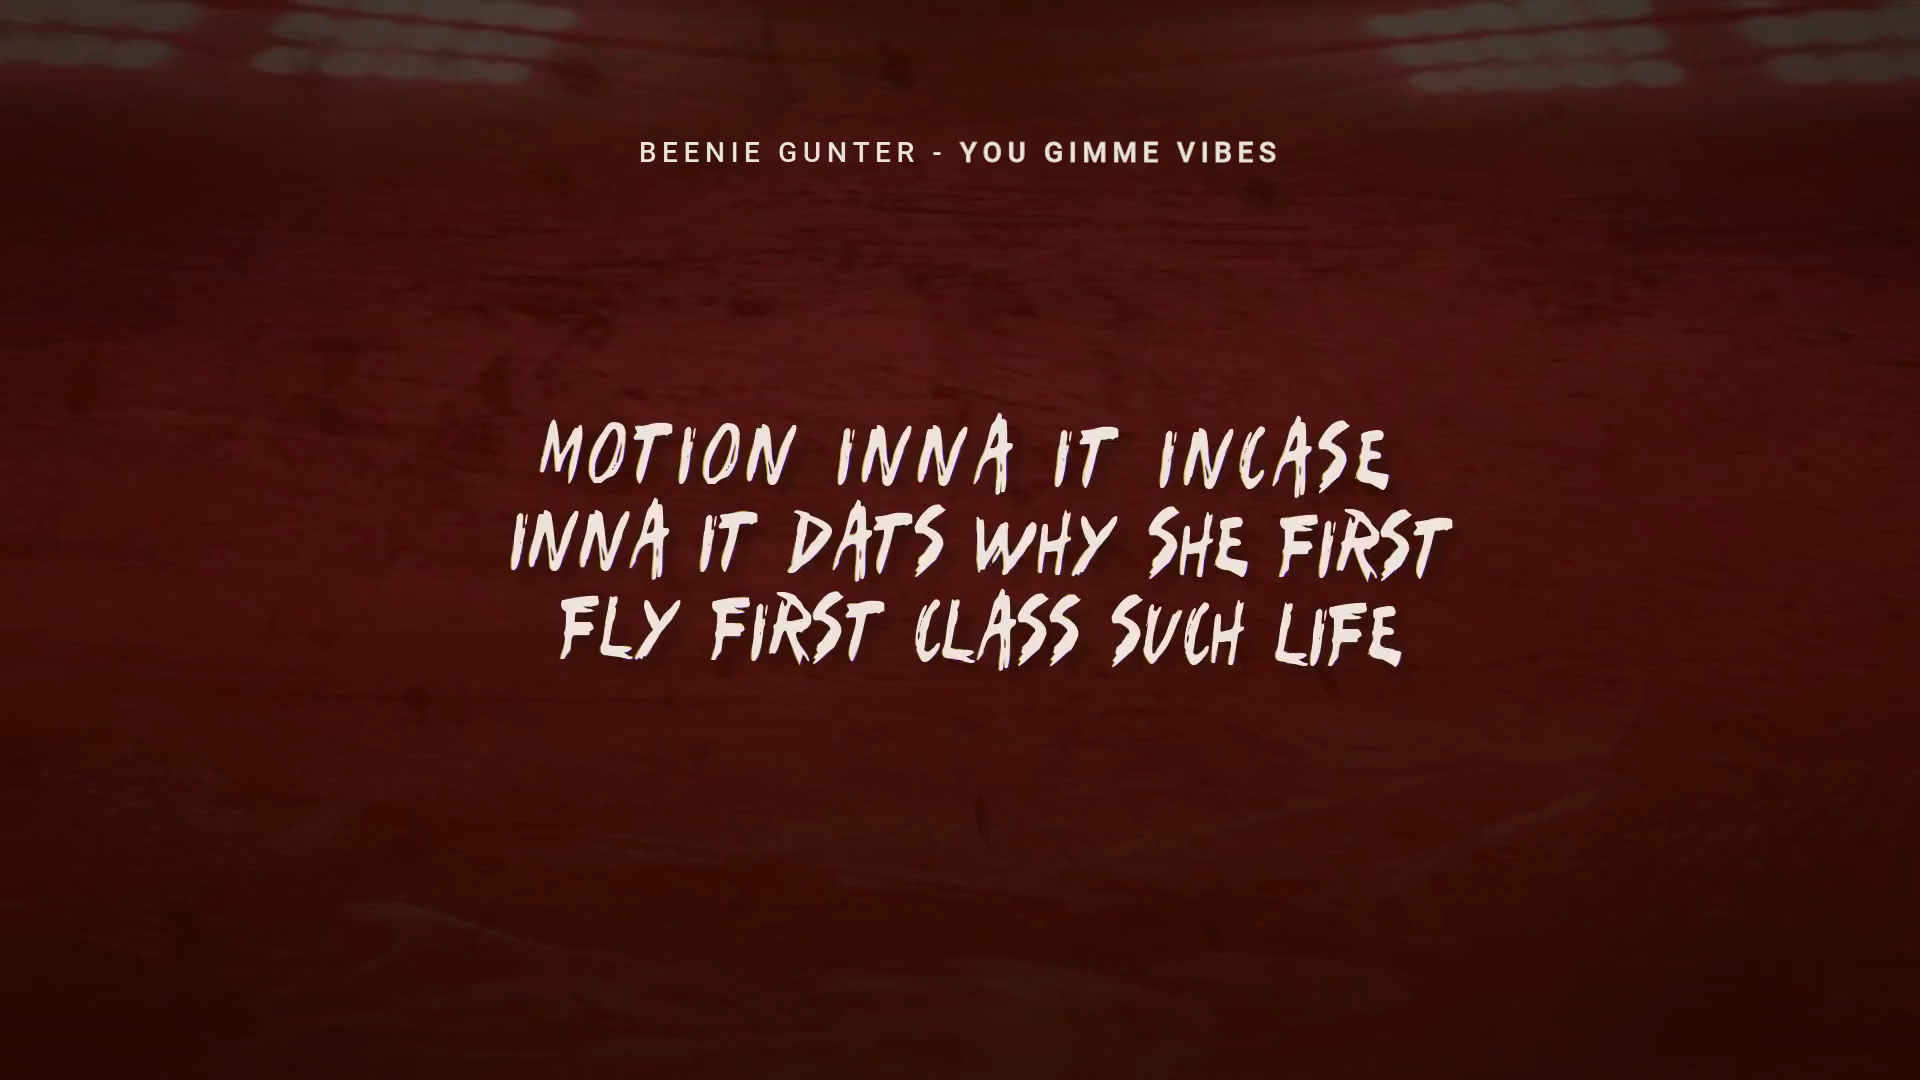 BEENIE GUNTER - YOU GIMME VIBES
MOTION INNA IT INCASE
INNA IT DATS WHY SHE FIRST
FLY FIRST CLASS SUCH LIFE